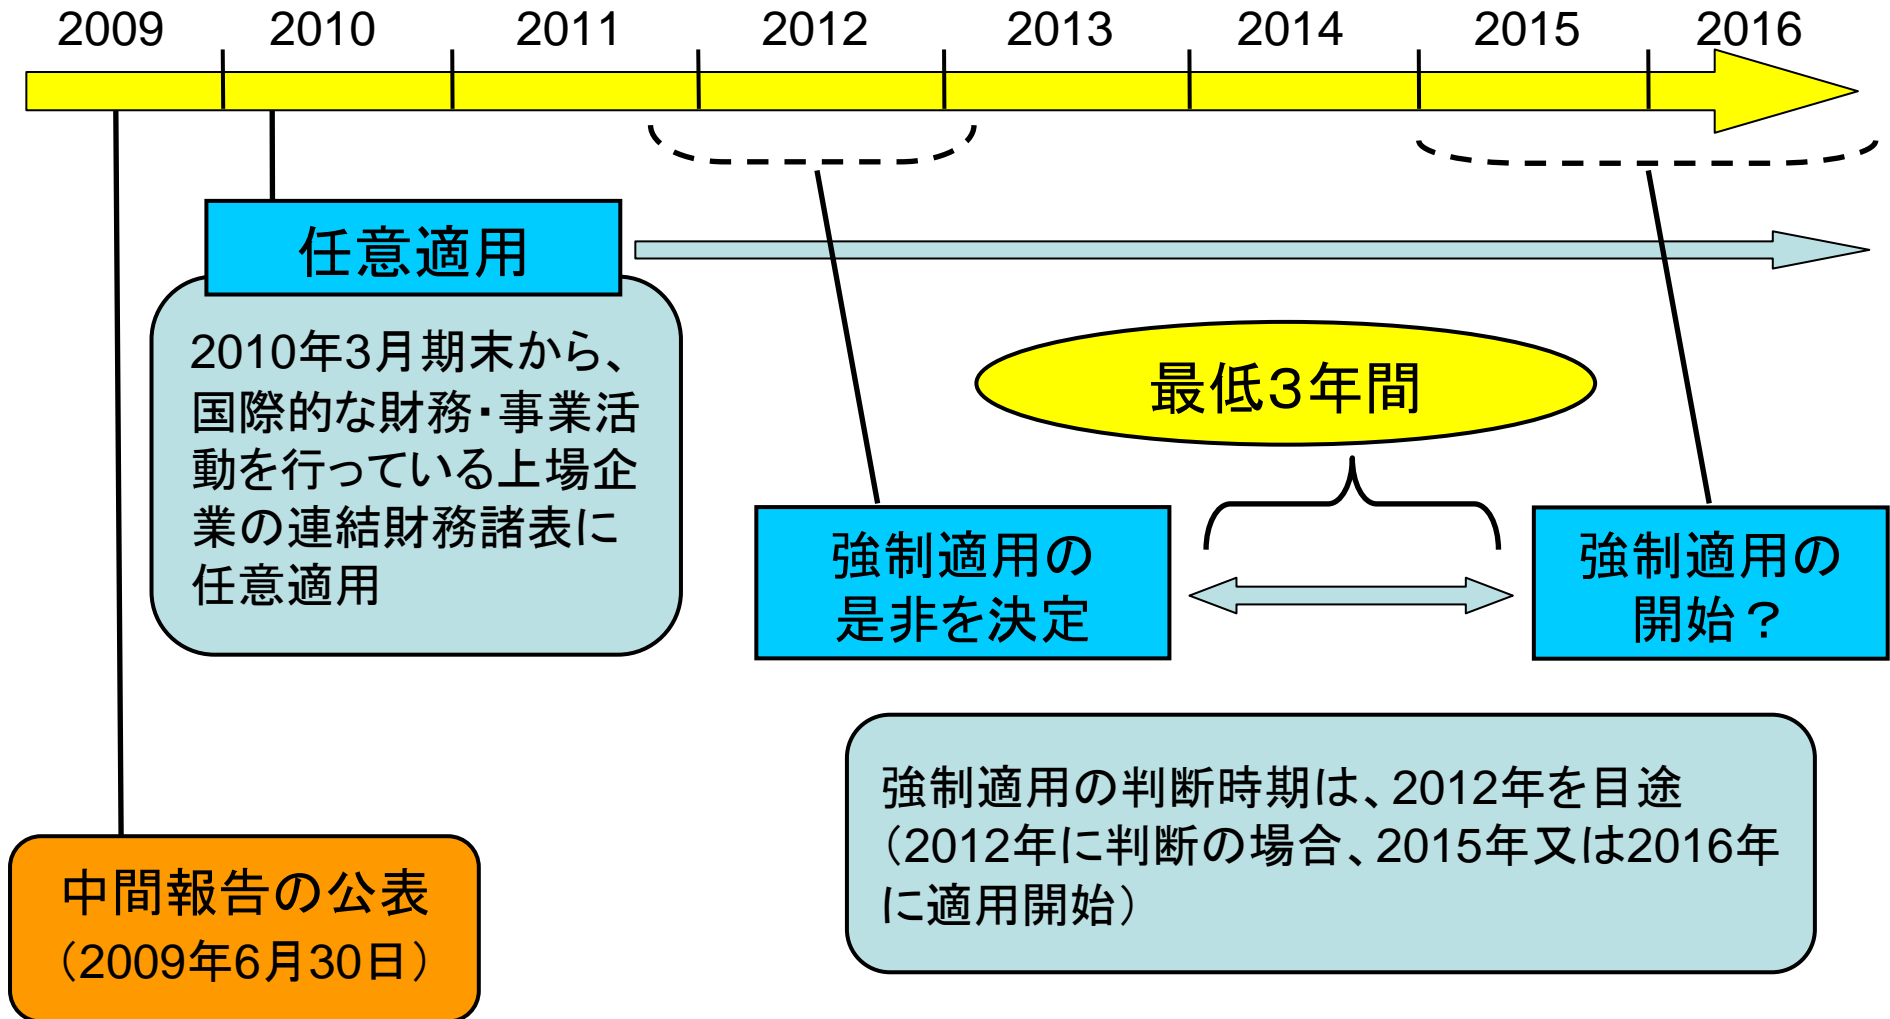 2009 2010 2011 2012 2013 2014 2015 2016
任意適用
2010年3月期末から、
国際的な財務・事業活
動を行っている上場企
業の連結財務諸表に
任意適用
最低３年間
強制適用の
是非を決定
強制適用の
開始？
強制適用の判断時期は、2012年を目途
（2012年に判断の場合、2015年又は2016年
に適用開始）
中間報告の公表
（2009年6月30日）